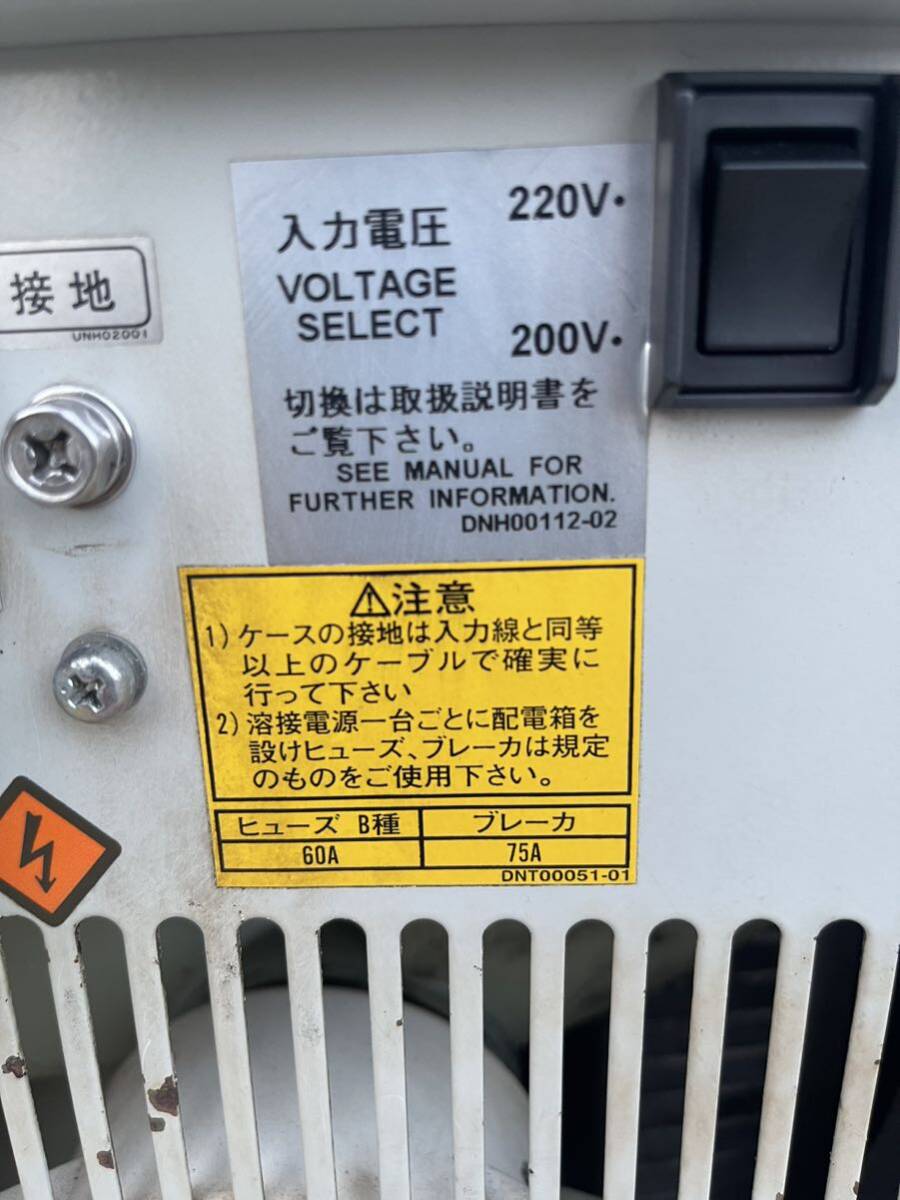 接地
UNH02001
入力電圧
VOLTAGE
SELECT
220V・
200V・
切換は取扱説明書を
ご覧下さい。
SEE MANUAL FOR
FURTHER INFORMATION.
DNH00112-02
⚠注意
1) ケースの接地は入力線と同等
以上のケーブルで確実に
行って下さい
2) 溶接電源一台ごとに配電箱を
設けヒューズ、ブレーカは規定
のものをご使用下さい。
ヒューズ B種 ブレーカ
60A 75A
DNT00051-01